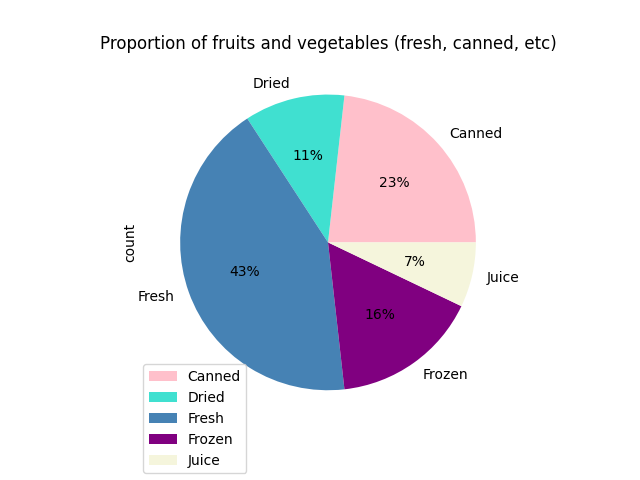 Proportion of fruits and vegetables (fresh, canned, etc)
Dried
Canned
11%
23%
count
43%
7%
Juice
Fresh
16%
Frozen
Canned
Dried
Fresh
Frozen
Juice